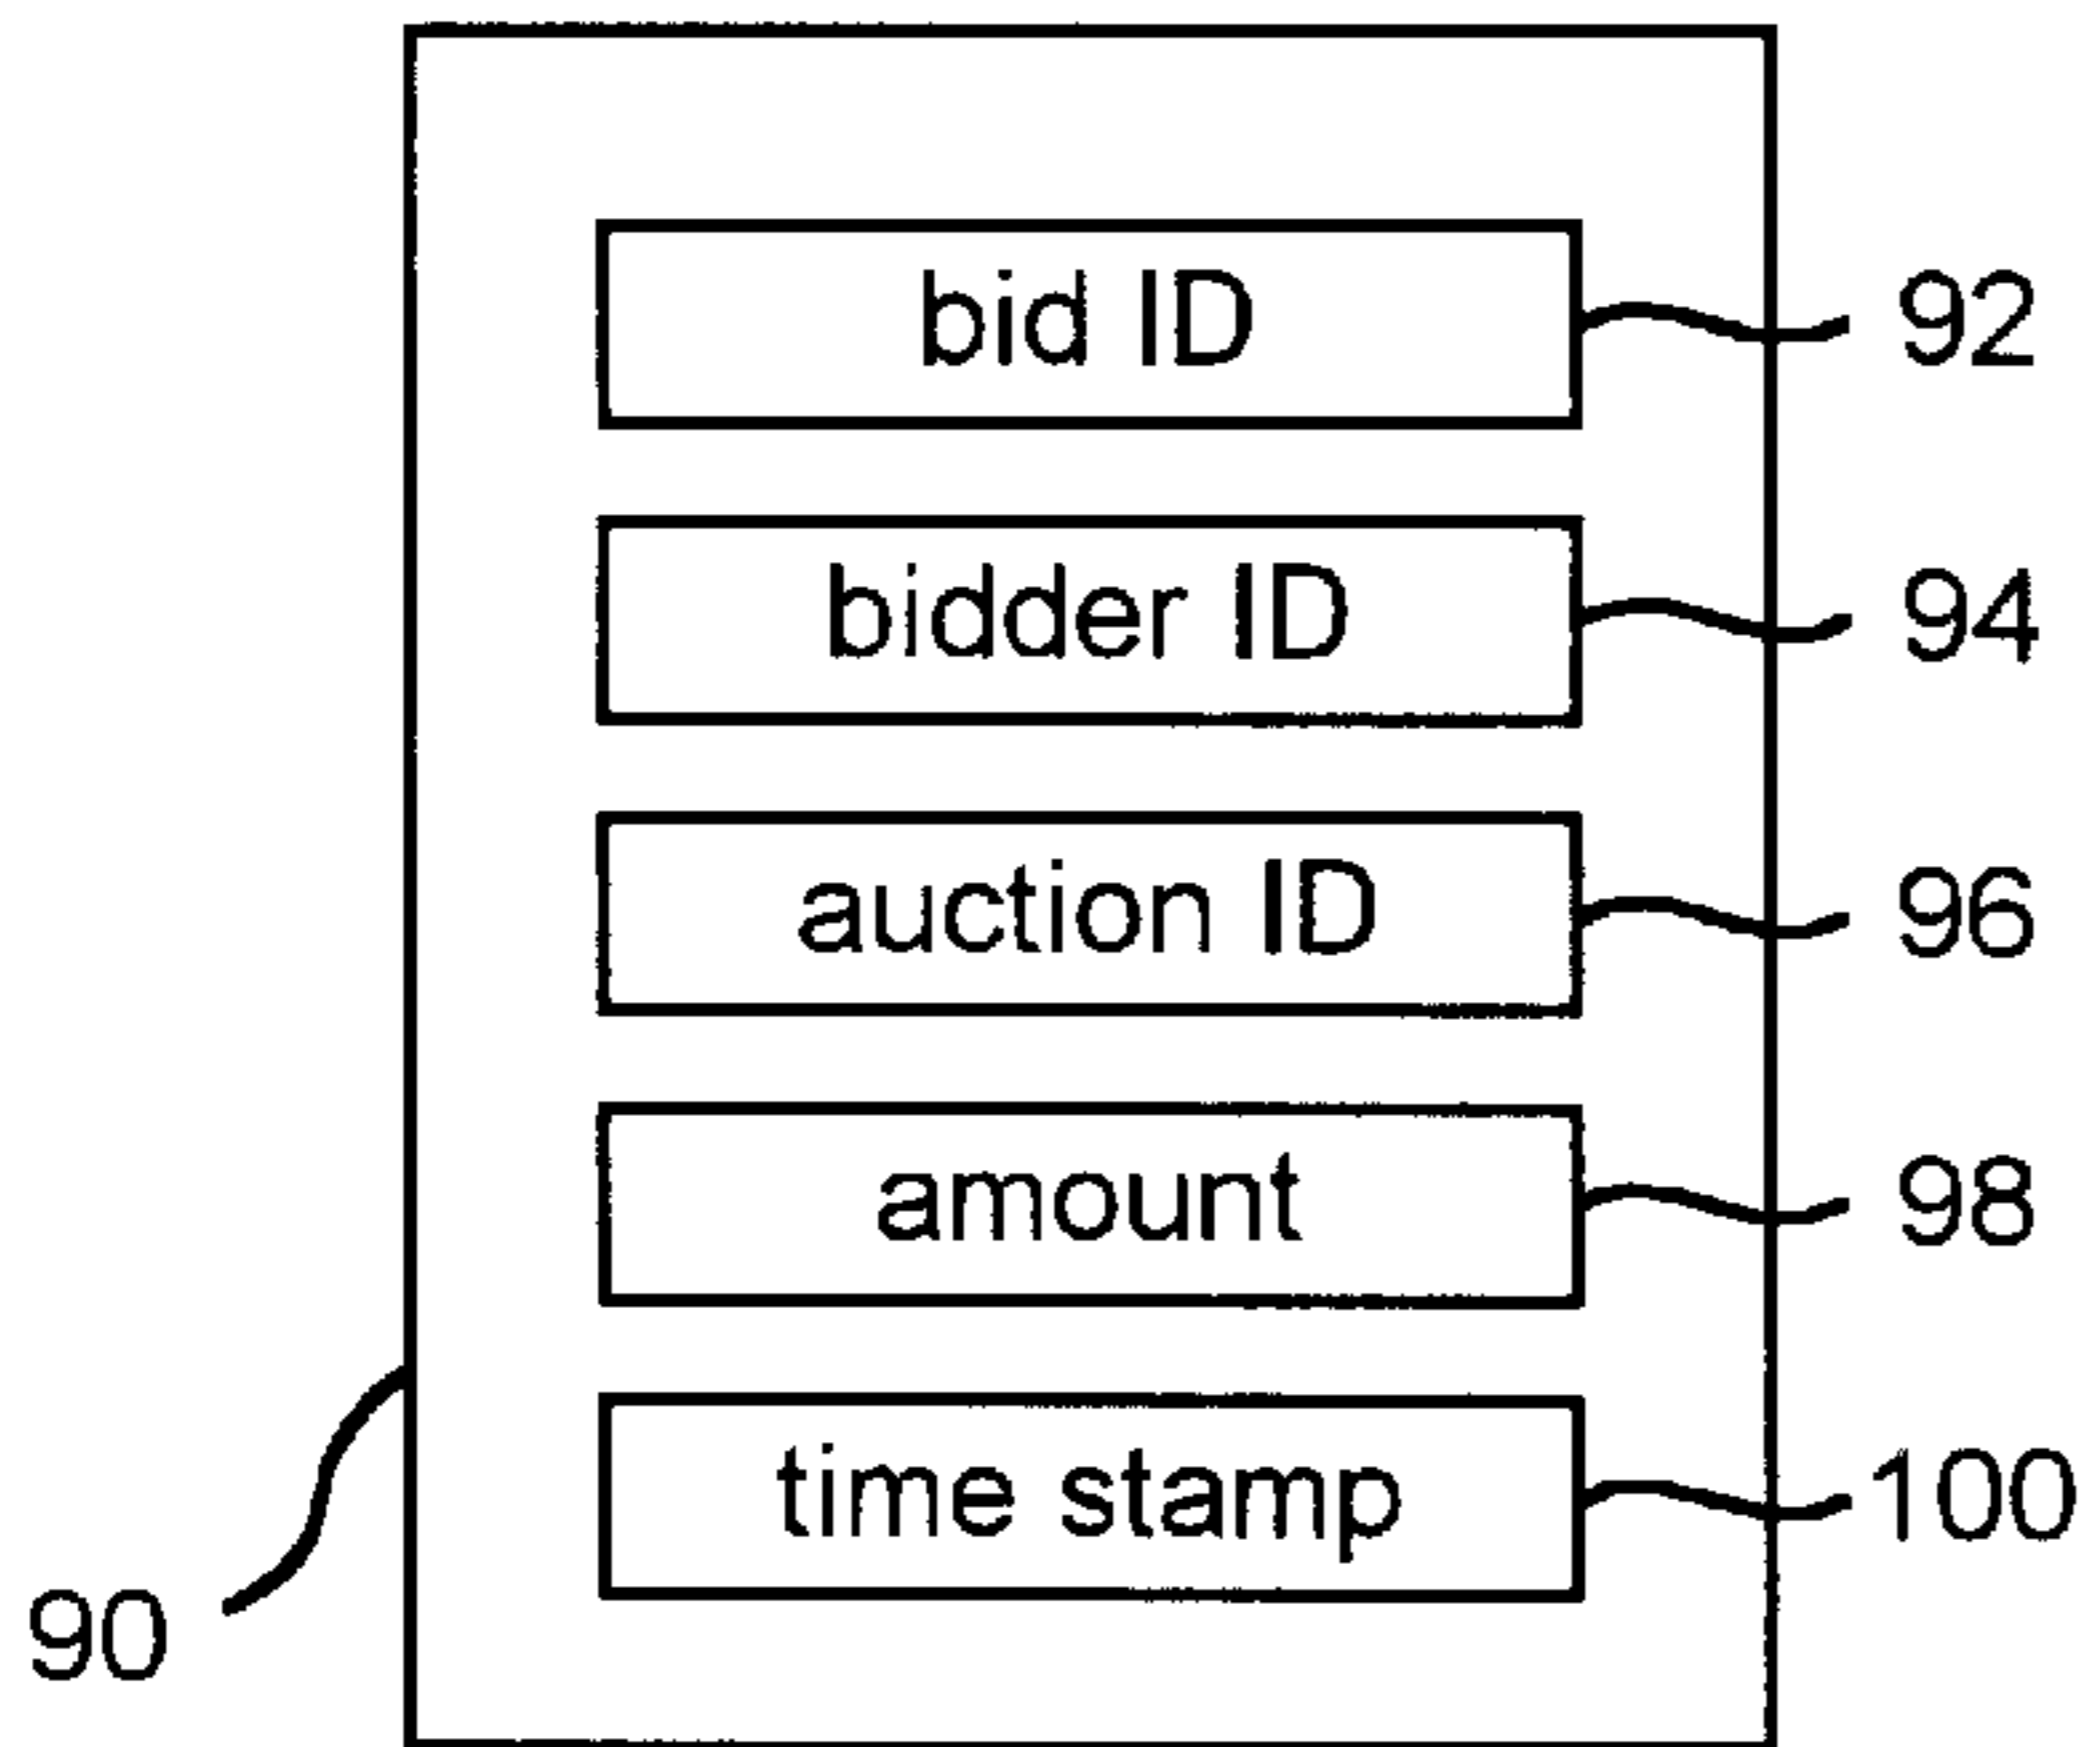 bid ID 92
bidder ID 94
auction ID 96
amount 98
time stamp 100
90